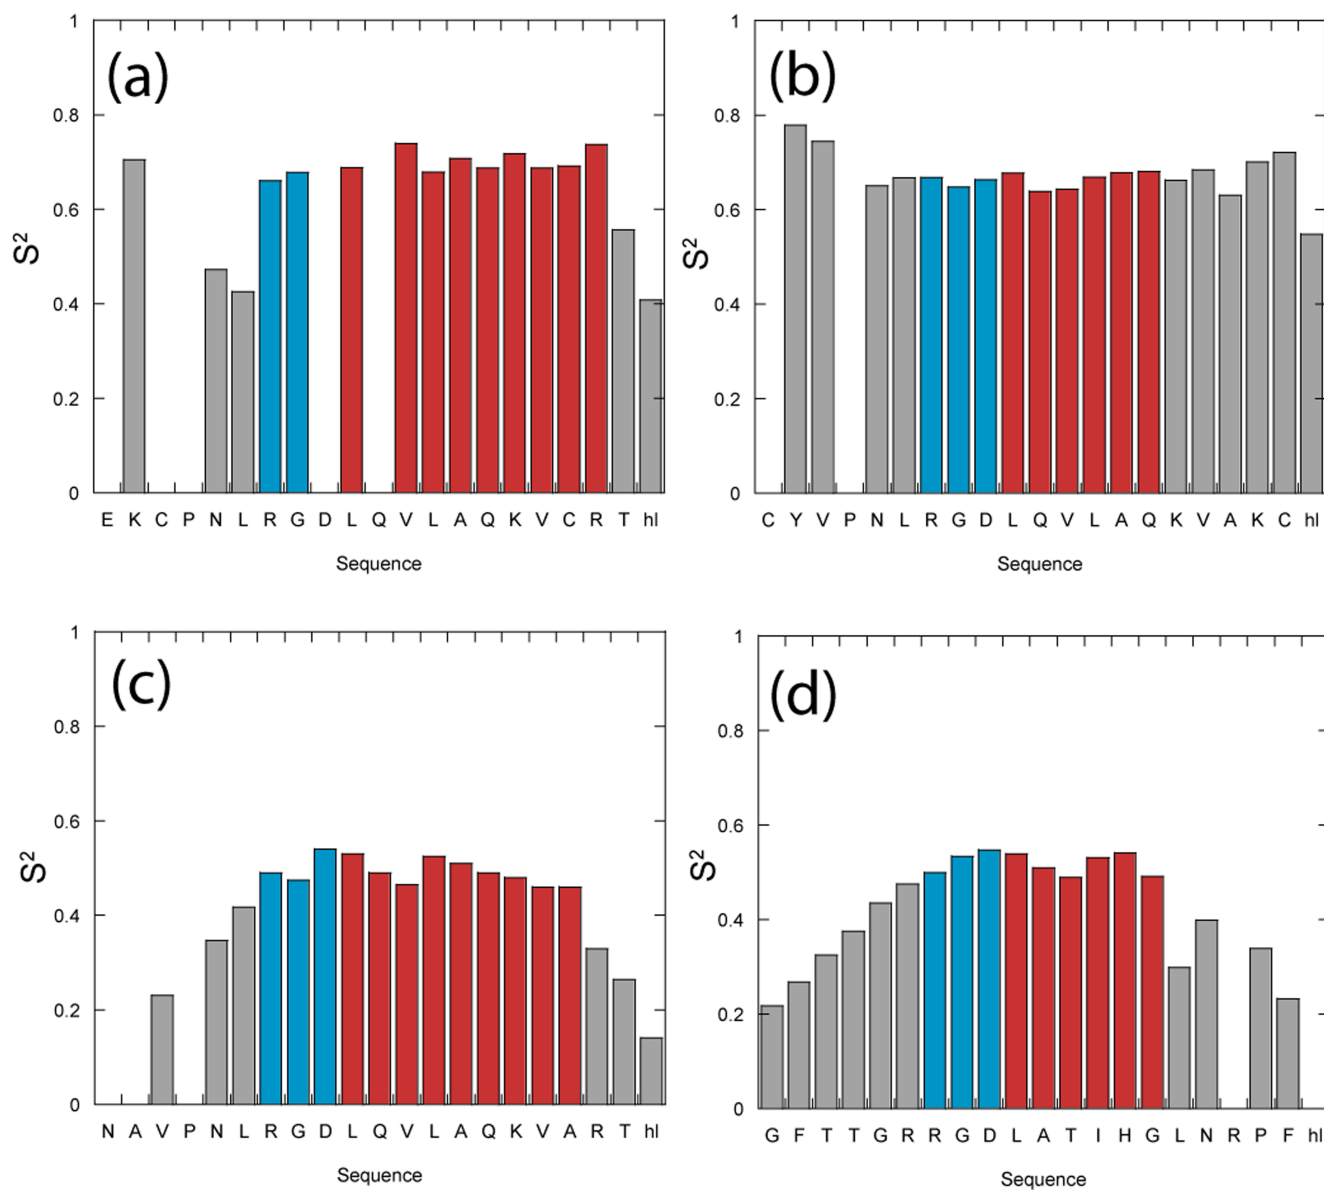 (a)
1
0.8
0.6
0.4
0.2
0
S²
E K C P N L R G D L Q V L A Q K V C R T hl
Sequence
(b)
1
0.8
0.6
0.4
0.2
0
S²
C Y V P N L R G D L Q V L A Q K V A K C hl
Sequence
(c)
1
0.8
0.6
0.4
0.2
0
S²
N A V P N L R G D L Q V L A Q K V A R T hl
Sequence
(d)
1
0.8
0.6
0.4
0.2
0
S²
G F T T G R R G D L A T I H G L N R P F hl
Sequence